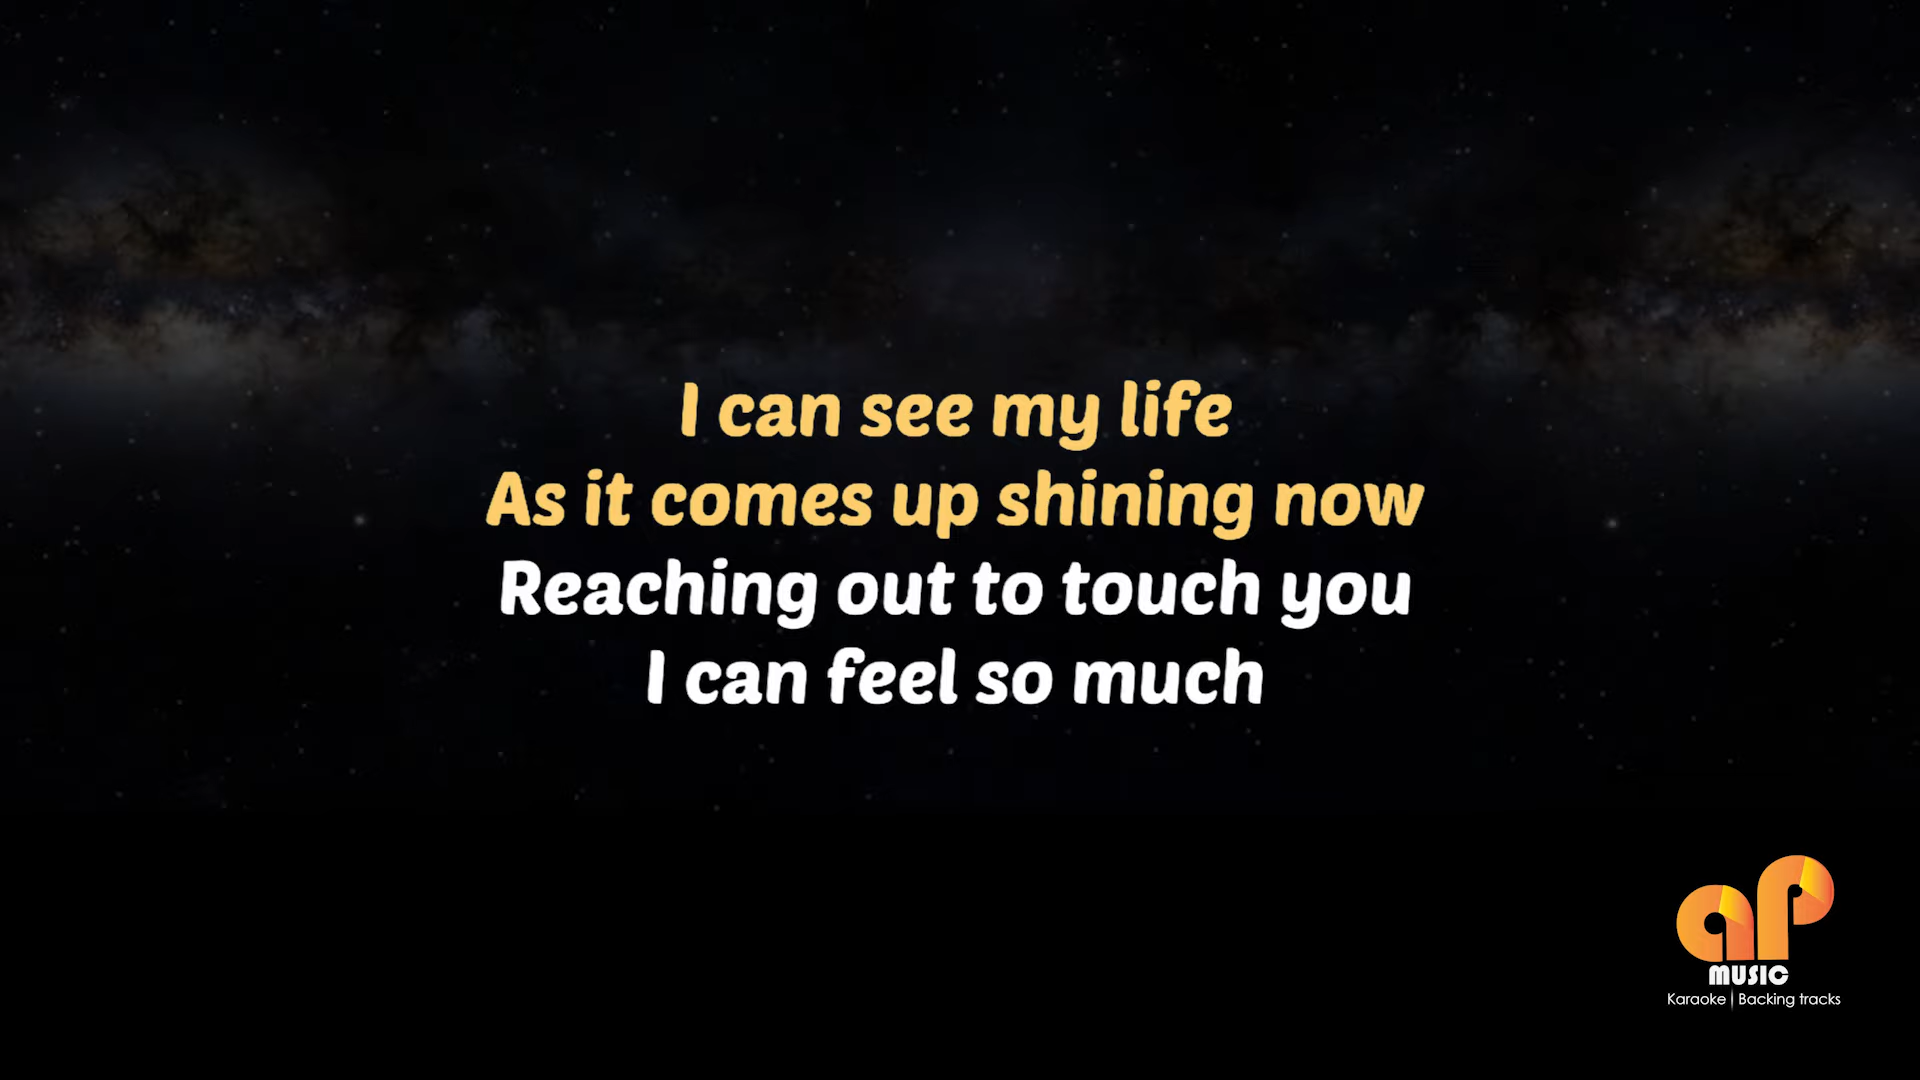 I can see my life
As it comes up shining now
Reaching out to touch you
I can feel so much
aP
MUSIC
Karaoke | Backing tracks